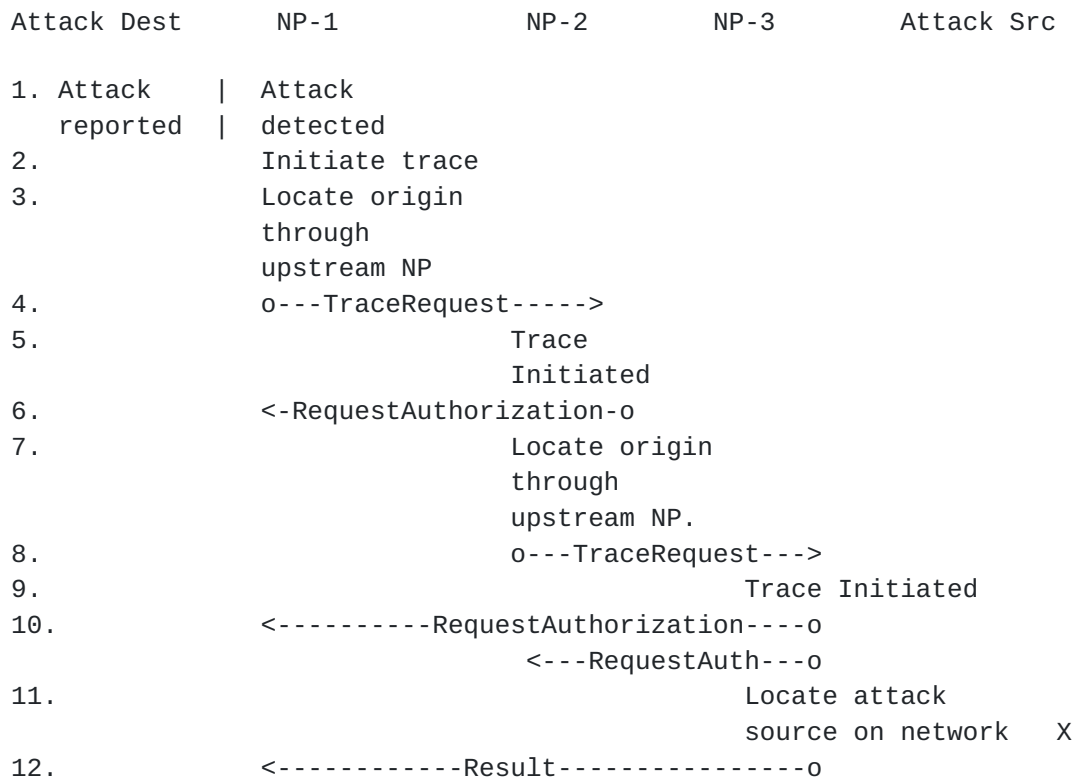 Attack Dest      NP-1            NP-2        NP-3        Attack Src
1. Attack    |  Attack
   reported  |  detected
2.              Initiate trace
3.              Locate origin
                through
                upstream NP
4.              o---TraceRequest----->
5.                              Trace
                                Initiated
6.              <-RequestAuthorization-o
7.                              Locate origin
                                through
                                upstream NP.
8.                              o---TraceRequest--->
9.                                             Trace Initiated
10.             <----------RequestAuthorization----o
                                 <---RequestAuth---o
11.                                            Locate attack
                                               source on network   X
12.             <------------Result----------------o